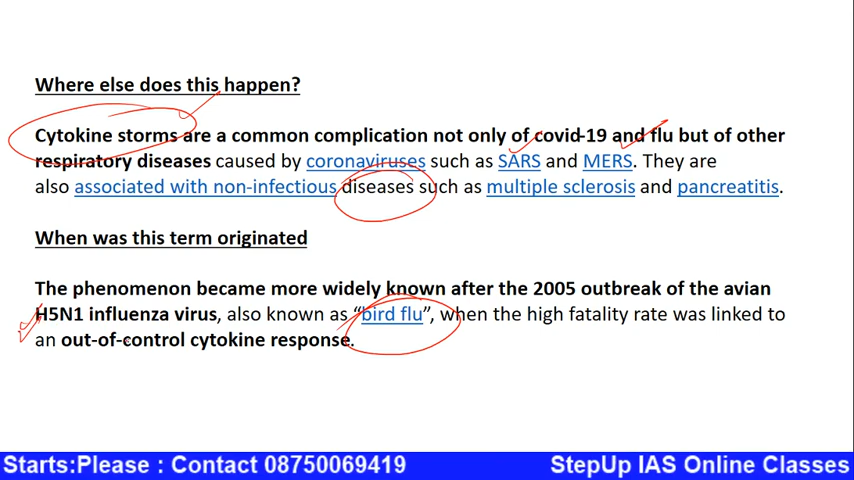 Where else does this happen?
Cytokine storms are a common complication not only of covid-19 and flu but of other
respiratory diseases caused by coronaviruses such as SARS and MERS. They are
also associated with non-infectious diseases such as multiple sclerosis and pancreatitis.
When was this term originated
The phenomenon became more widely known after the 2005 outbreak of the avian
H5N1 influenza virus, also known as “bird flu”, when the high fatality rate was linked to
an out-of-control cytokine response.
Starts:Please : Contact 08750069419 StepUp IAS Online Classes